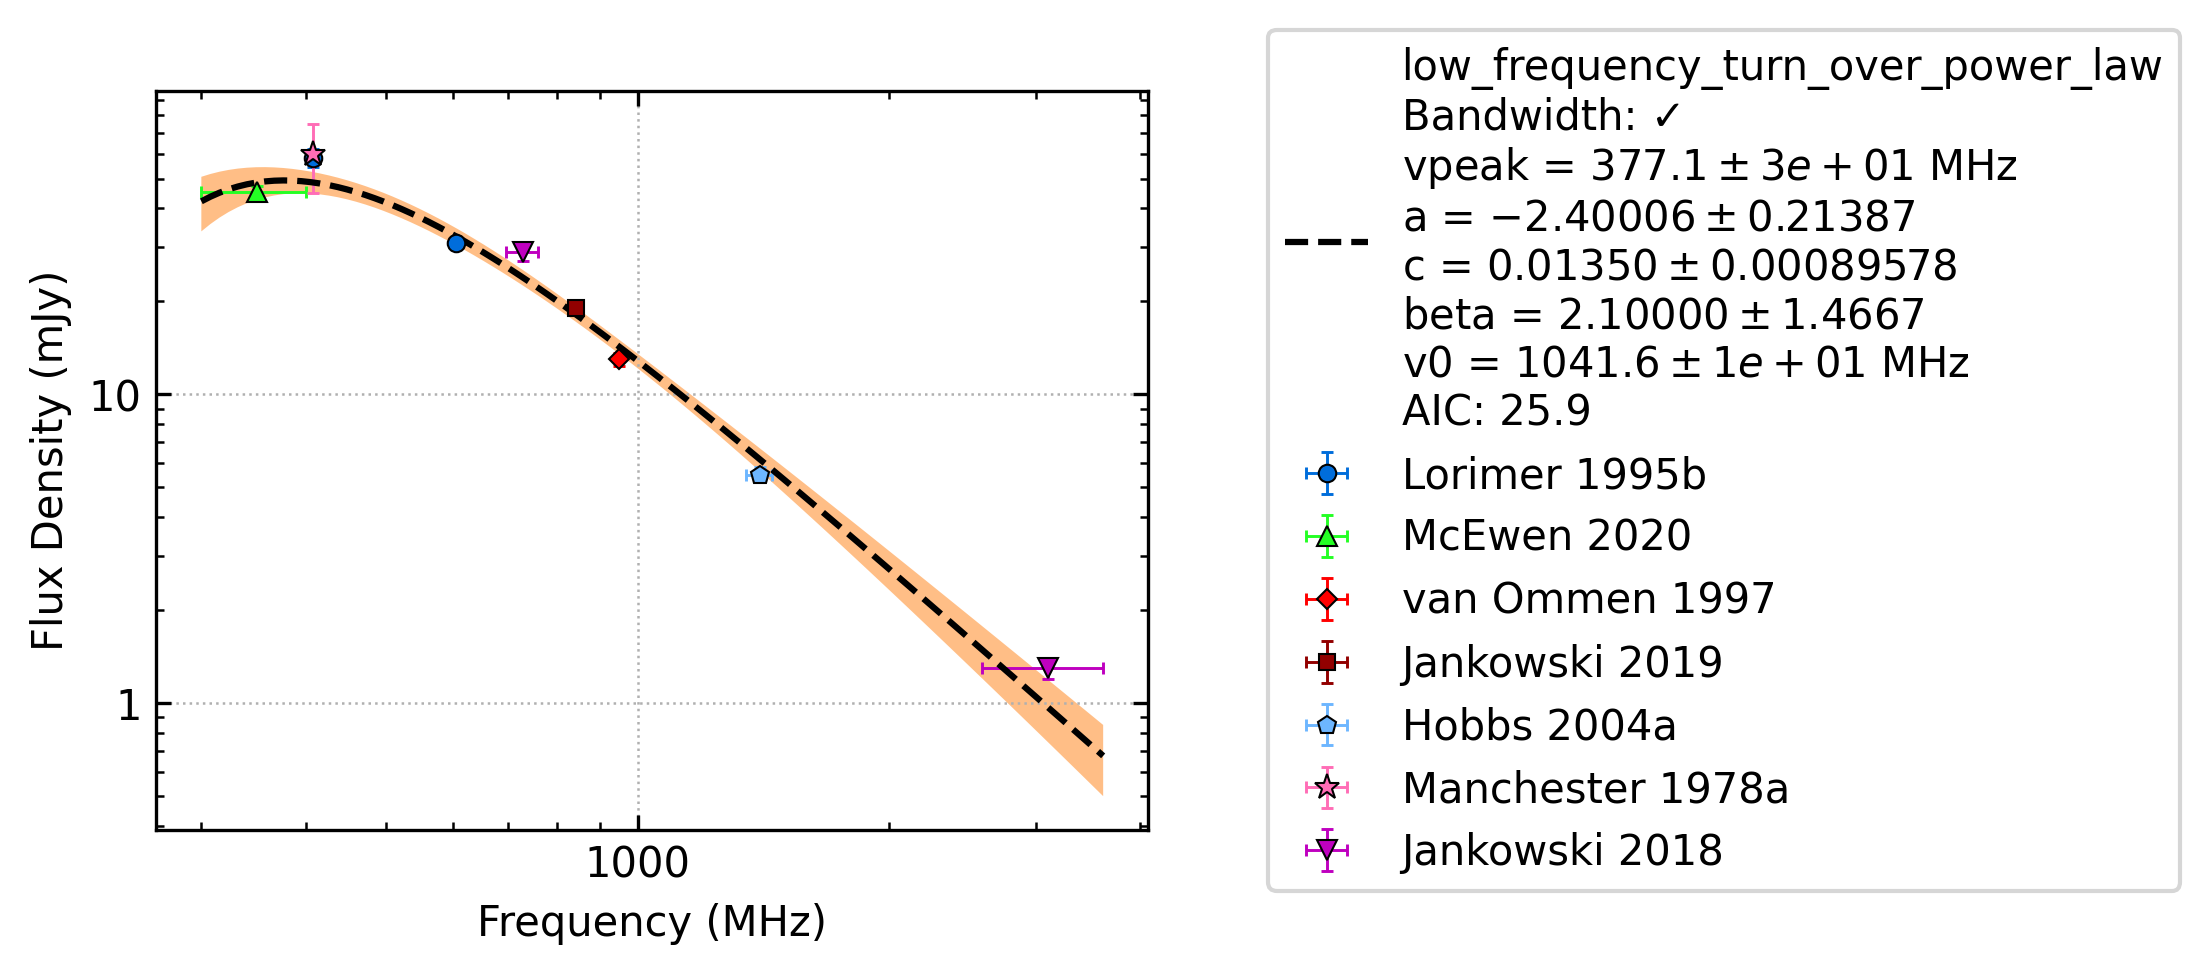 10
1
1000
Flux Density (mJy)
Frequency (MHz)
low_frequency_turn_over_power_law
Bandwidth: ✓
vpeak = 377.1 ± 3e + 01 MHz
a = −2.40006 ± 0.21387
c = 0.01350 ± 0.00089578
beta = 2.10000 ± 1.4667
v0 = 1041.6 ± 1e + 01 MHz
AIC: 25.9
Lorimer 1995b
McEwen 2020
van Ommen 1997
Jankowski 2019
Hobbs 2004a
Manchester 1978a
Jankowski 2018